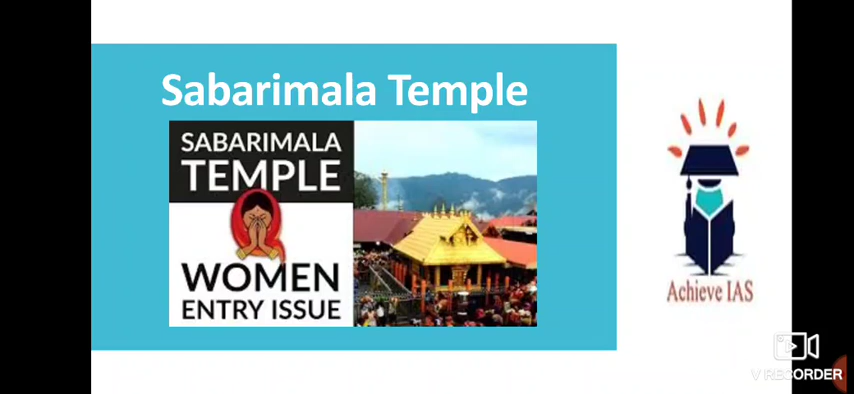 Sabarimala Temple
SABARIMALA
TEMPLE
WOMEN
ENTRY ISSUE
Achieve IAS
V RECORDER